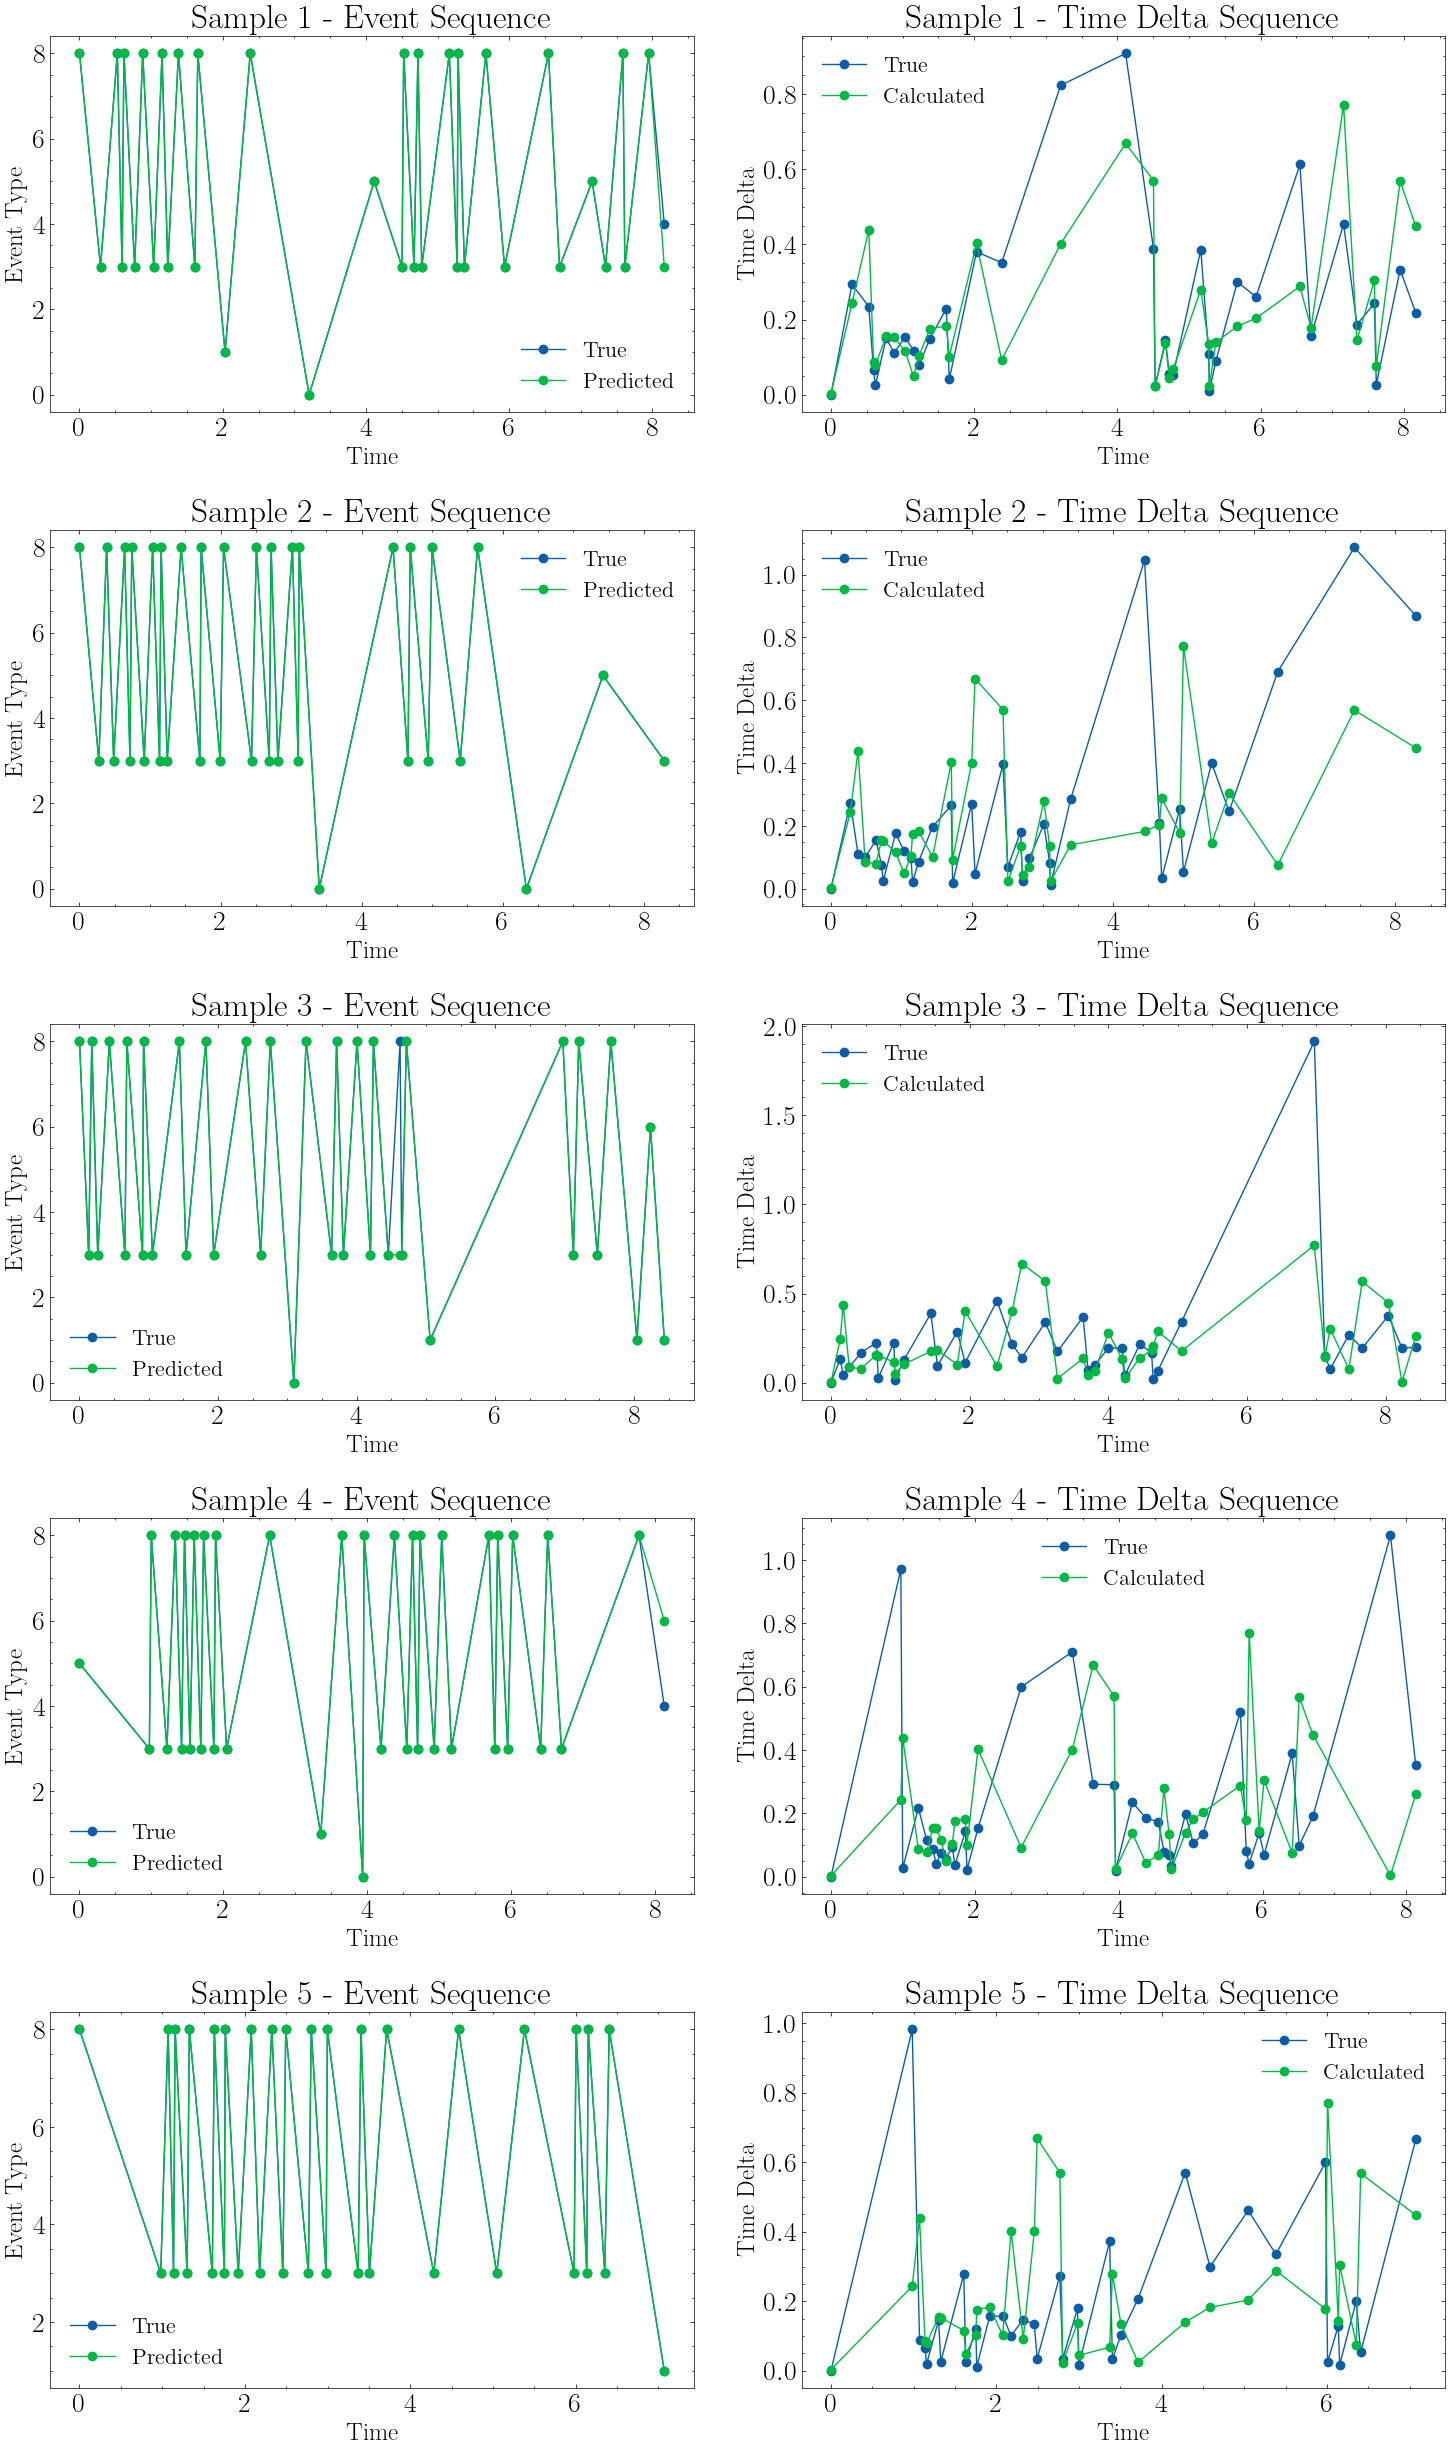 Sample 1 - Event Sequence
Event Type
8
6
4
2
0
True
Predicted
0 2 4 6 8
Time
Sample 1 - Time Delta Sequence
Time Delta
0.8
0.6
0.4
0.2
0.0
True
Calculated
0 2 4 6 8
Time
Sample 2 - Event Sequence
Event Type
8
6
4
2
0
True
Predicted
0 2 4 6 8
Time
Sample 2 - Time Delta Sequence
Time Delta
1.0
0.8
0.6
0.4
0.2
0.0
True
Calculated
0 2 4 6 8
Time
Sample 3 - Event Sequence
Event Type
8
6
4
2
0
True
Predicted
0 2 4 6 8
Time
Sample 3 - Time Delta Sequence
Time Delta
2.0
1.5
1.0
0.5
0.0
True
Calculated
0 2 4 6 8
Time
Sample 4 - Event Sequence
Event Type
8
6
4
2
0
True
Predicted
0 2 4 6 8
Time
Sample 4 - Time Delta Sequence
Time Delta
1.0
0.8
0.6
0.4
0.2
0.0
True
Calculated
0 2 4 6 8
Time
Sample 5 - Event Sequence
Event Type
8
6
4
2
True
Predicted
0 2 4 6
Time
Sample 5 - Time Delta Sequence
Time Delta
1.0
0.8
0.6
0.4
0.2
0.0
True
Calculated
0 2 4 6
Time